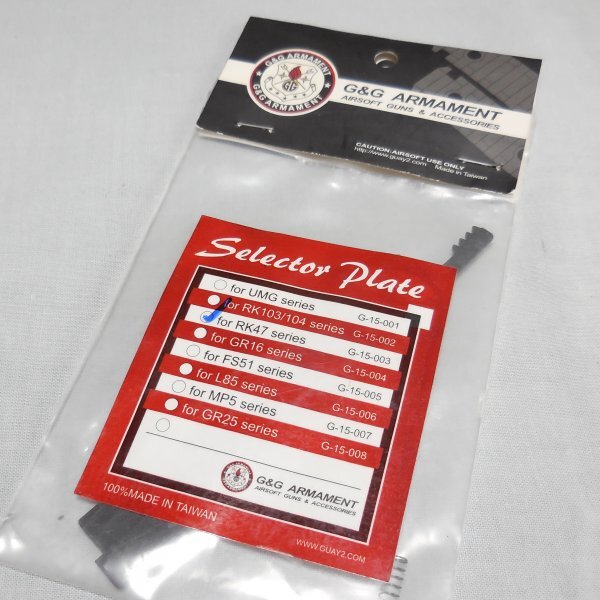 G&G ARMAMENT
G&G ARMAMENT
G&G ARMAMENT
AIRSOFT GUNS & ACCESSORIES
CAUTION:AIRSOFT USE ONLY
http://www.guay2.com Made in Taiwan
Selector Plate
for UMG series G-15-001
for RK103/104 series G-15-002
for RK47 series G-15-003
for GR16 series G-15-004
for FS51 series G-15-005
for L85 series G-15-006
for MP5 series G-15-007
for GR25 series G-15-008
G&G ARMAMENT
AIRSOFT GUNS & ACCESSORIES
100%MADE IN TAIWAN
WWW.GUAY2.COM